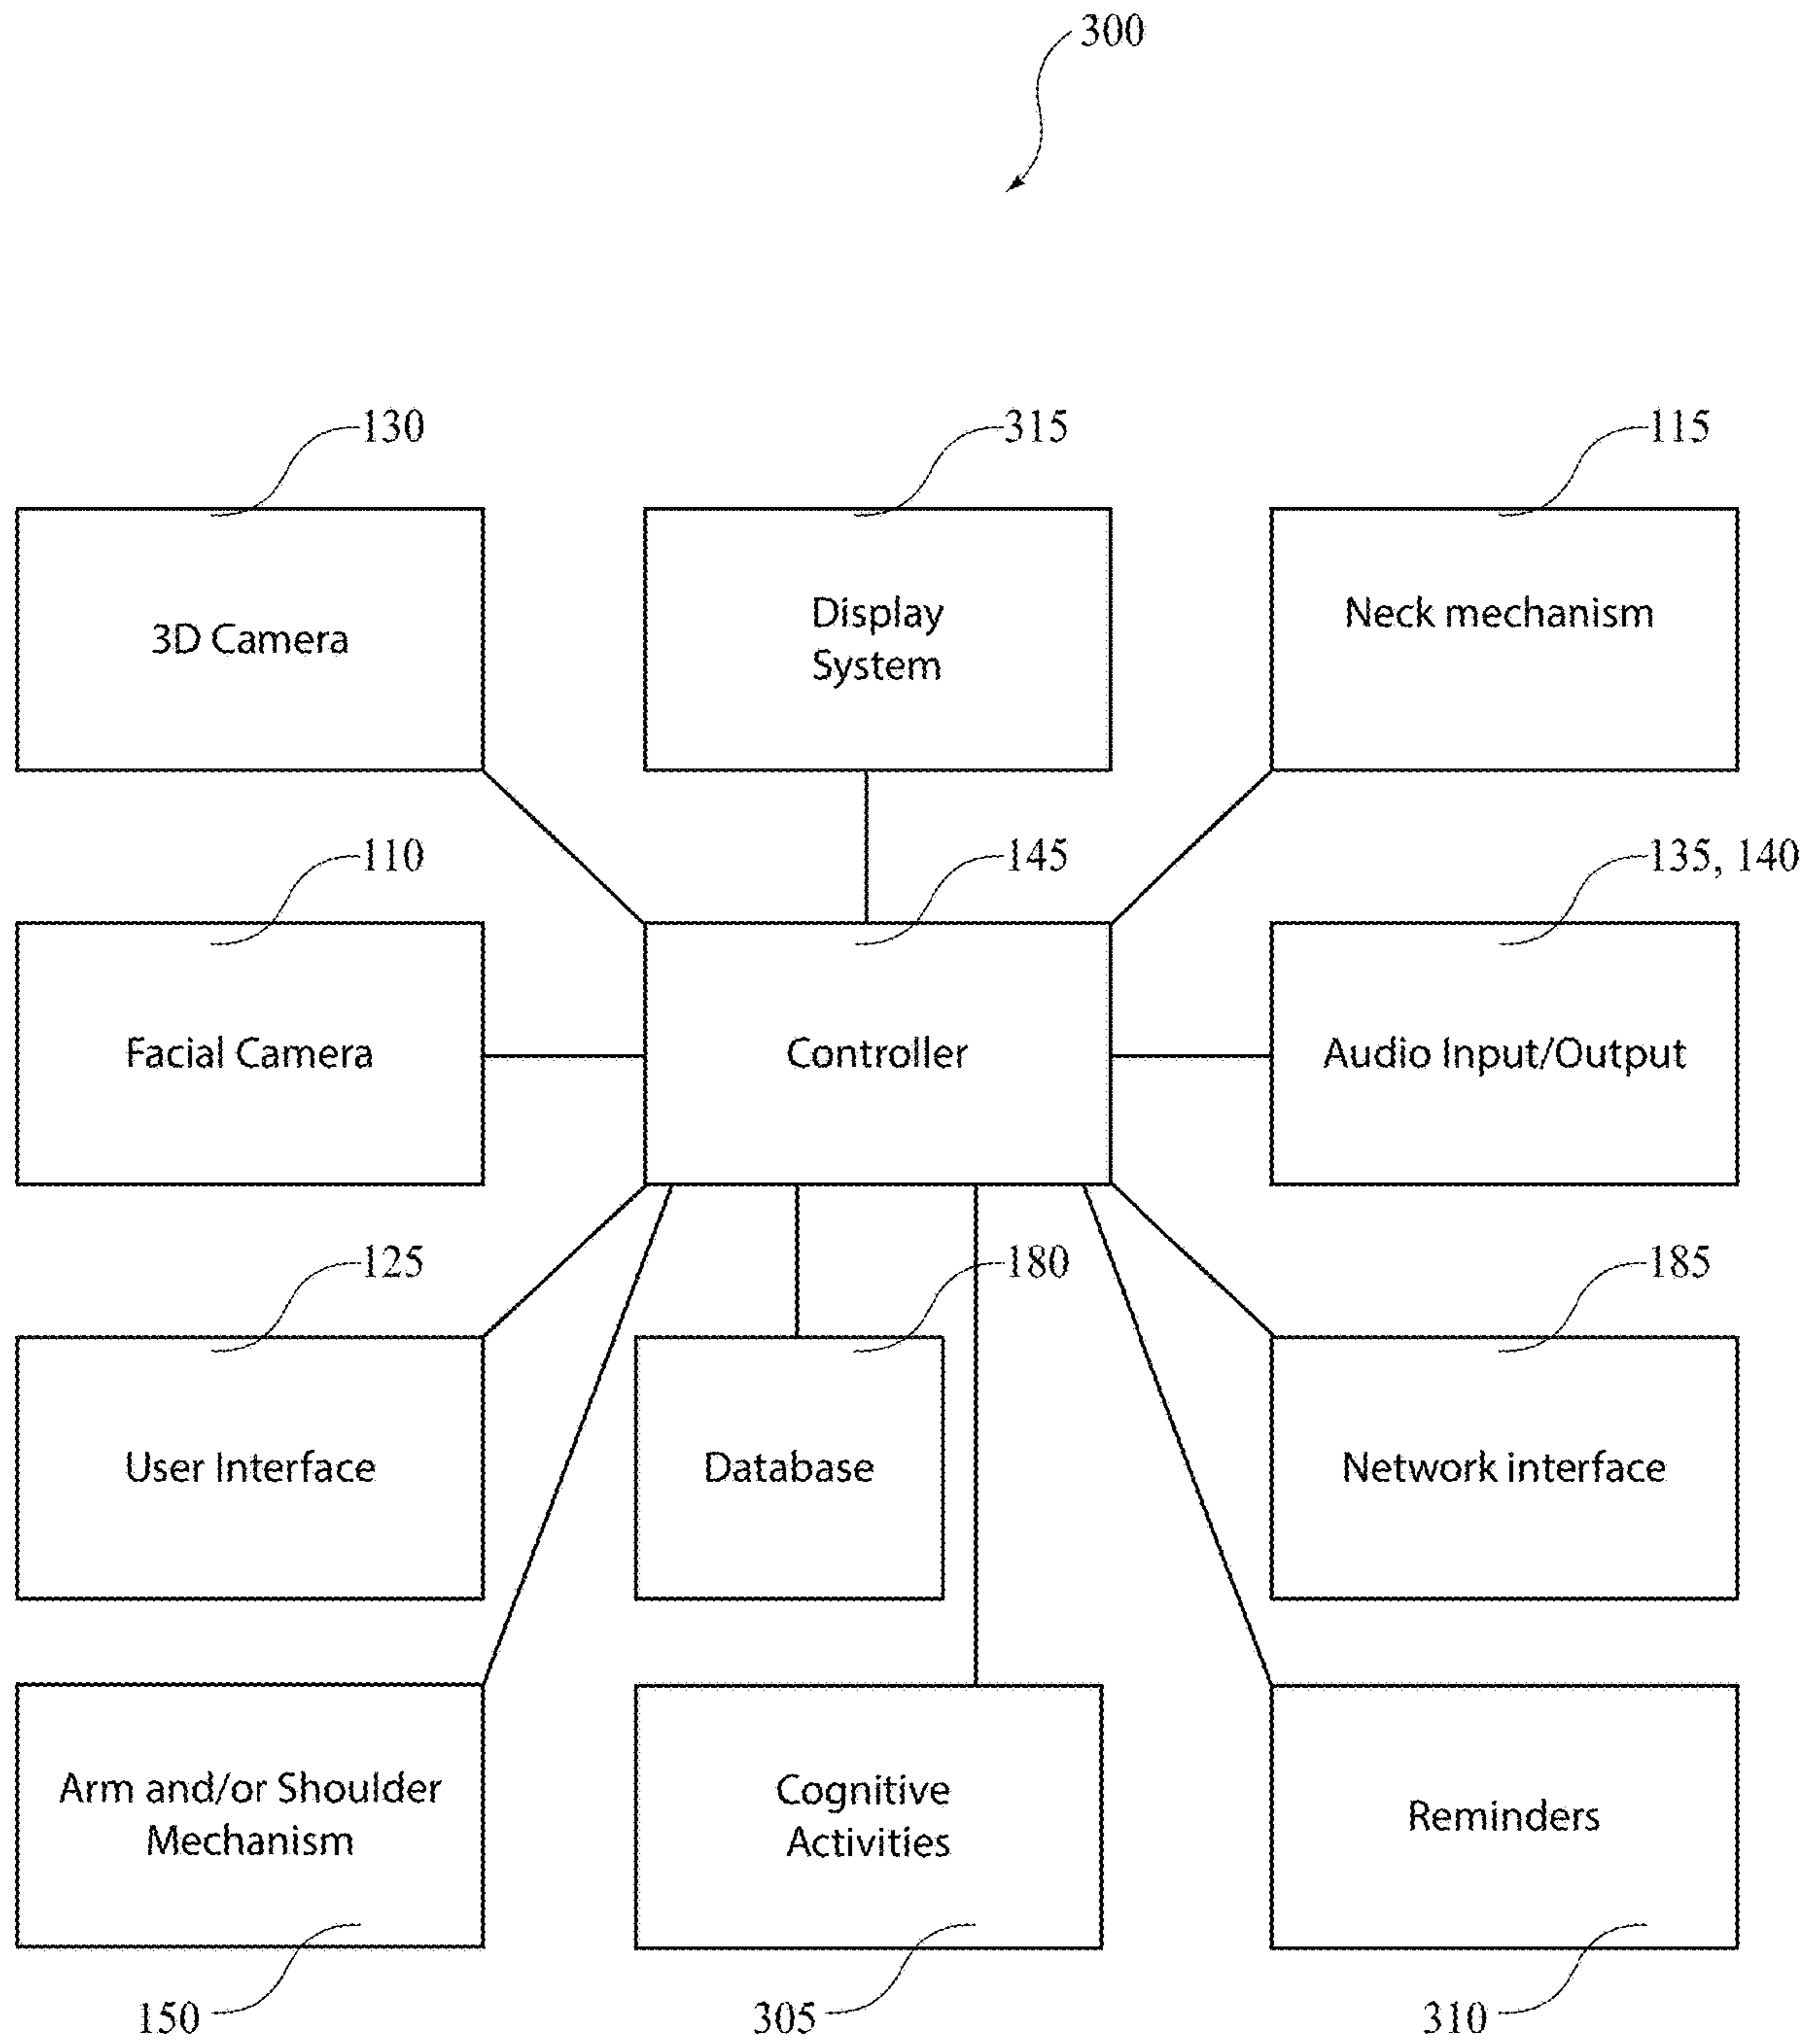 300
130
315
115
3D Camera
Display
System
Neck mechanism
110
145
135, 140
Facial Camera
Controller
Audio Input/Output
125
180
185
User Interface
Database
Network interface
Arm and/or Shoulder
Mechanism
Cognitive
Activities
Reminders
150
305
310